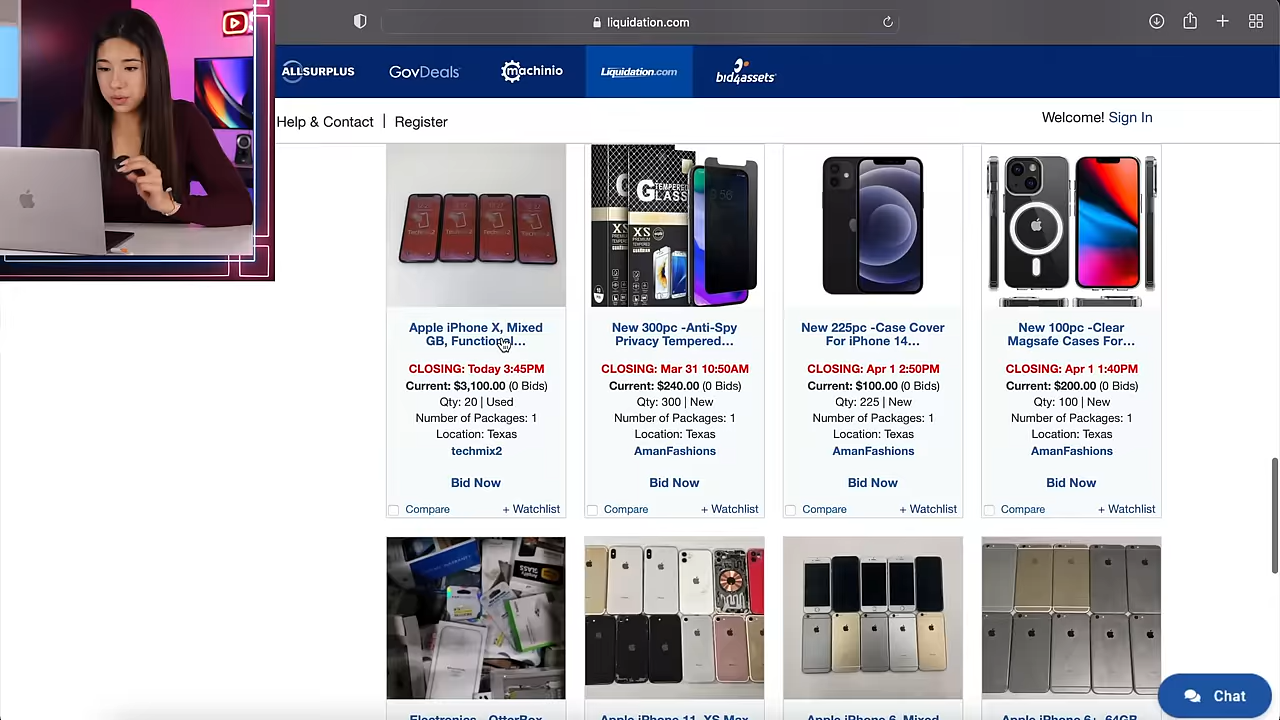 liquidation.com
ALLSURPLUS
GovDeals
machinio
Liquidation.com
bid4assets
Help & Contact | Register
Welcome! Sign In
G TEMPERED
GLASS
XS
XS
PREMIUM
Apple iPhone X, Mixed
GB, Functional...
CLOSING: Today 3:45PM
Current: $3,100.00 (0 Bids)
Qty: 20 | Used
Number of Packages: 1
Location: Texas
techmix2
Bid Now
Compare
+ Watchlist
New 300pc -Anti-Spy
Privacy Tempered...
CLOSING: Mar 31 10:50AM
Current: $240.00 (0 Bids)
Qty: 300 | New
Number of Packages: 1
Location: Texas
AmanFashions
Bid Now
Compare
+ Watchlist
New 225pc -Case Cover
For iPhone 14...
CLOSING: Apr 1 2:50PM
Current: $100.00 (0 Bids)
Qty: 225 | New
Number of Packages: 1
Location: Texas
AmanFashions
Bid Now
Compare
+ Watchlist
New 100pc -Clear
Magsafe Cases For...
CLOSING: Apr 1 1:40PM
Current: $200.00 (0 Bids)
Qty: 100 | New
Number of Packages: 1
Location: Texas
AmanFashions
Bid Now
Compare
+ Watchlist
Electronics - OtterBox
Apple iPhone 11, XS Max
Apple iPhone 6, Mixed
Apple iPhone 6+, 64GB
Chat